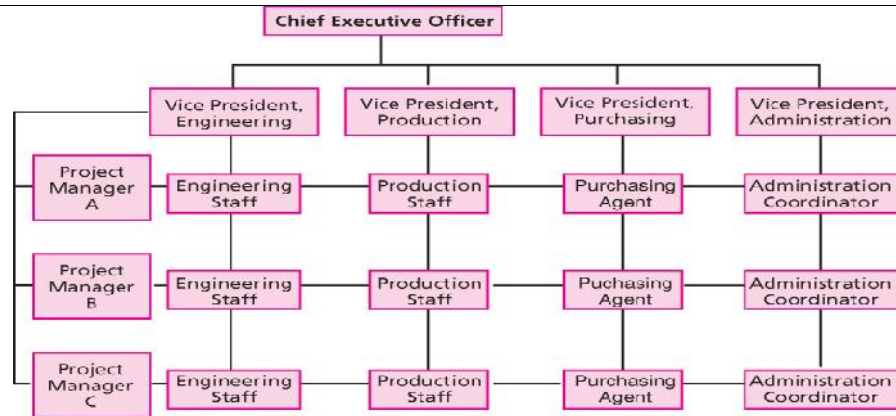 Chief Executive Officer
Vice President,
Engineering
Vice President,
Production
Vice President,
Purchasing
Vice President,
Administration
Project
Manager
A
Engineering
Staff
Production
Staff
Purchasing
Agent
Administration
Coordinator
Project
Manager
B
Engineering
Staff
Production
Staff
Puchasing
Agent
Administration
Coordinator
Project
Manager
C
Engineering
Staff
Production
Staff
Purchasing
Agent
Administration
Coordinator